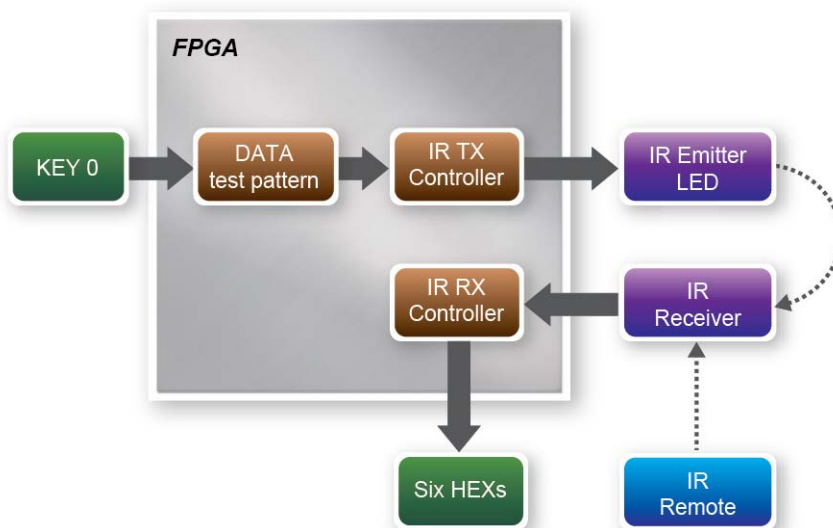 FPGA
KEY 0
DATA
test pattern
IR TX
Controller
IR Emitter
LED
IR RX
Controller
IR
Receiver
Six HEXs
IR
Remote